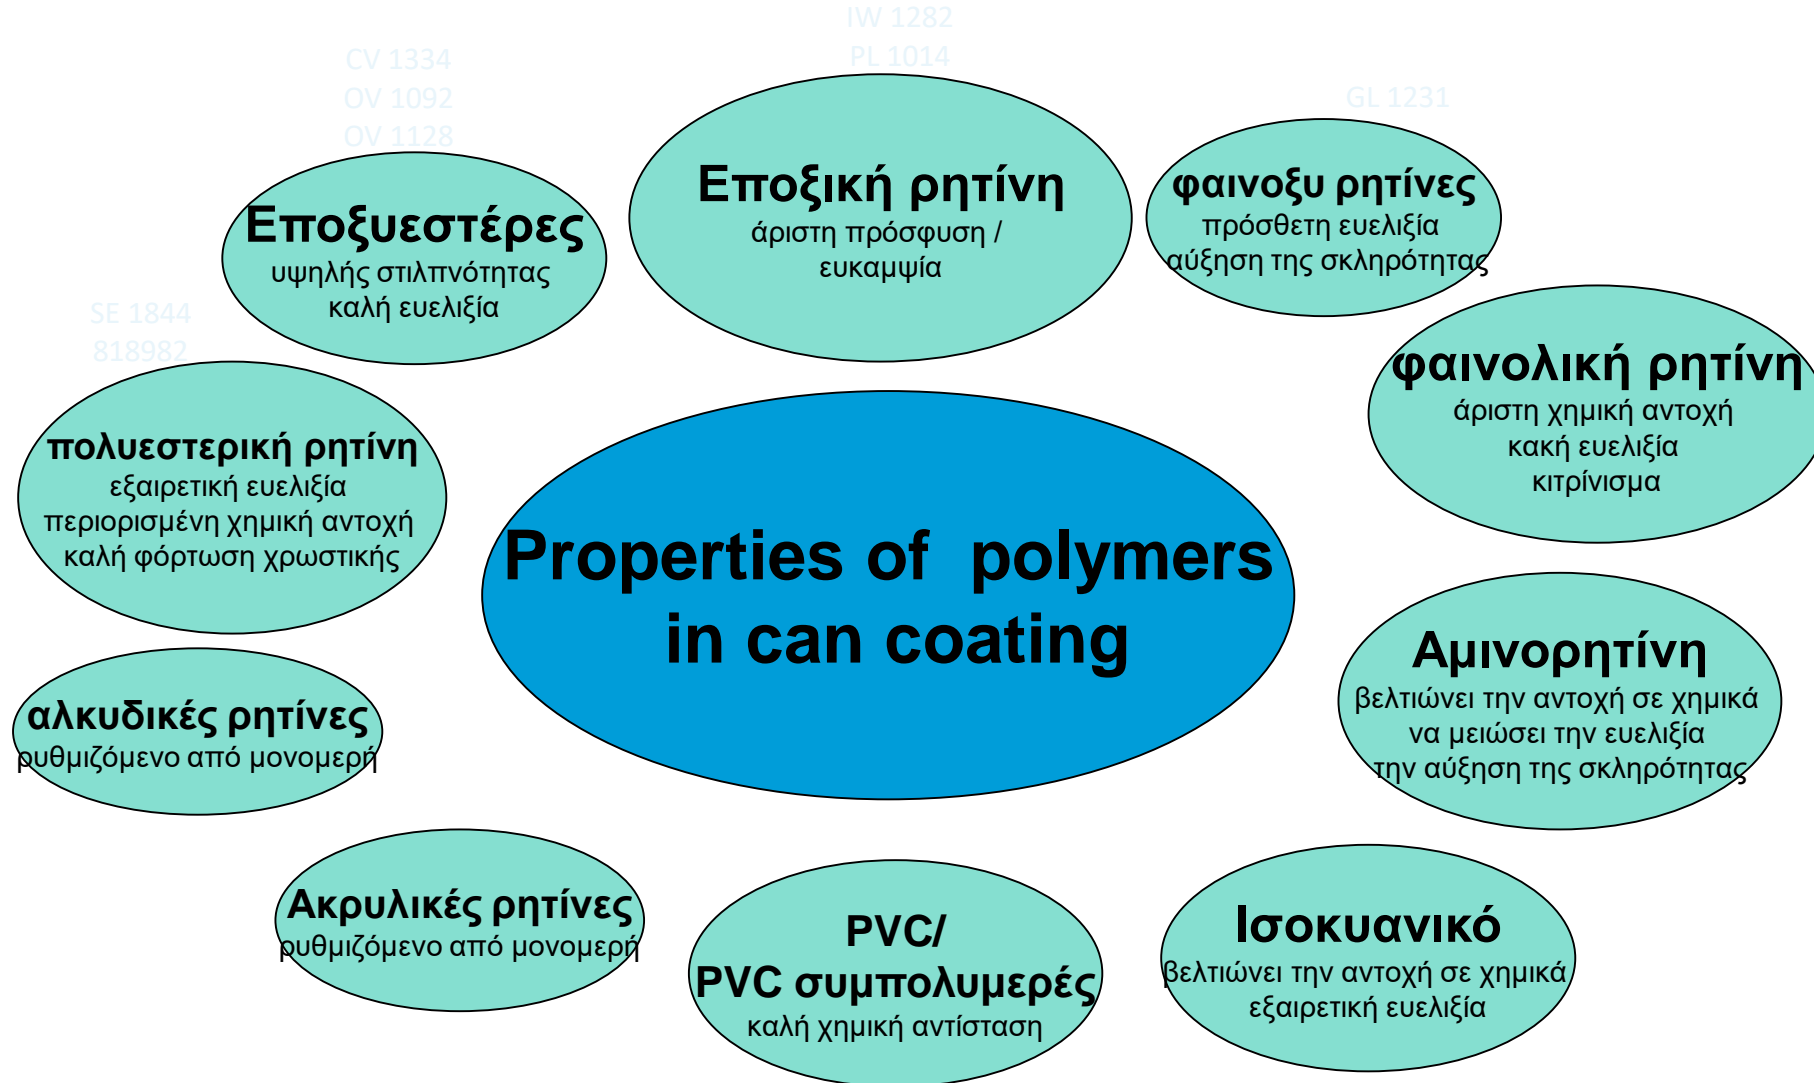 IW 1282
PL 1014
CV 1334
OV 1092
OV 1128
GL 1231
Εποξική ρητίνη
άριστη πρόσφυση /
ευκαμψία
φαινοξυ ρητίνες
πρόσθετη ευελιξία
αύξηση της σκληρότητας
Εποξυεστέρες
υψηλής στιλπνότητας
καλή ευελιξία
SE 1844
818982
φαινολική ρητίνη
άριστη χημική αντοχή
κακή ευελιξία
κιτρίνισμα
πολυεστερική ρητίνη
εξαιρετική ευελιξία
περιορισμένη χημική αντοχή
καλή φόρτωση χρωστικής
Properties of polymers
in can coating
Αμινορητίνη
βελτιώνει την αντοχή σε χημικά
να μειώσει την ευελιξία
την αύξηση της σκληρότητας
αλκυδικές ρητίνες
ρυθμιζόμενο από μονομερή
Ακρυλικές ρητίνες
ρυθμιζόμενο από μονομερή
PVC/
PVC συμπολυμερές
καλή χημική αντίσταση
Ισοκυανικό
βελτιώνει την αντοχή σε χημικά
εξαιρετική ευελιξία